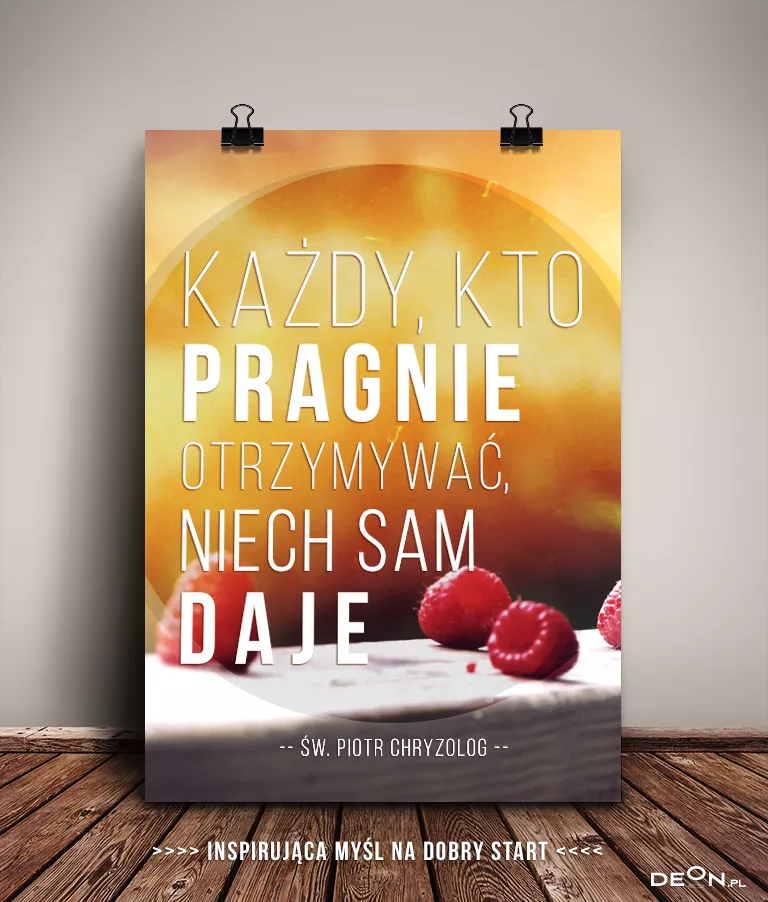 KAŻDY, KTO
PRAGNIE
OTRZYMYWAĆ,
NIECH SAM
DAJE
-- ŚW. PIOTR CHRYZOLOG --
>>>> INSPIRUJĄCA MYŚL NA DOBRY START <<<<
DEON.PL